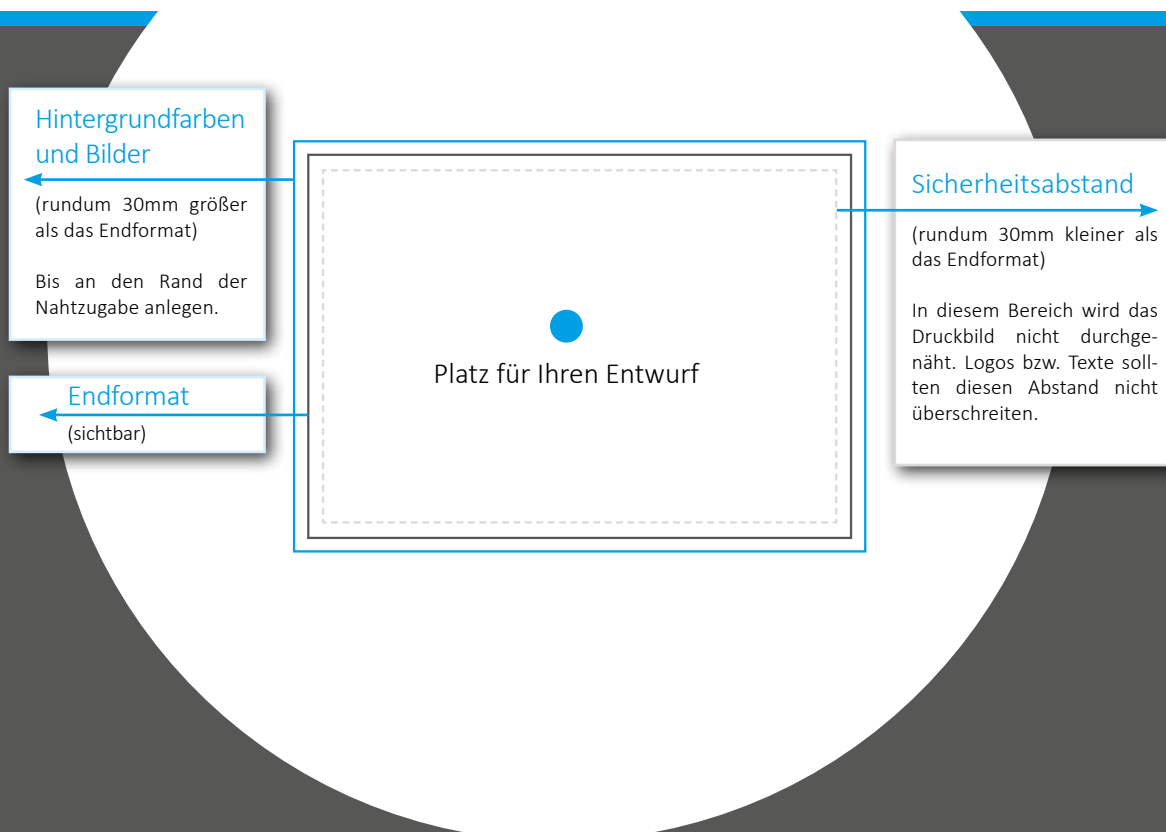 Hintergrundfarben
und Bilder
(rundum 30mm größer
als das Endformat)
Bis an den Rand der
Nahtzugabe anlegen.
Endformat
(sichtbar)
Platz für Ihren Entwurf
Sicherheitsabstand
(rundum 30mm kleiner als
das Endformat)
In diesem Bereich wird das
Druckbild nicht durchge-
näht. Logos bzw. Texte soll-
ten diesen Abstand nicht
überschreiten.